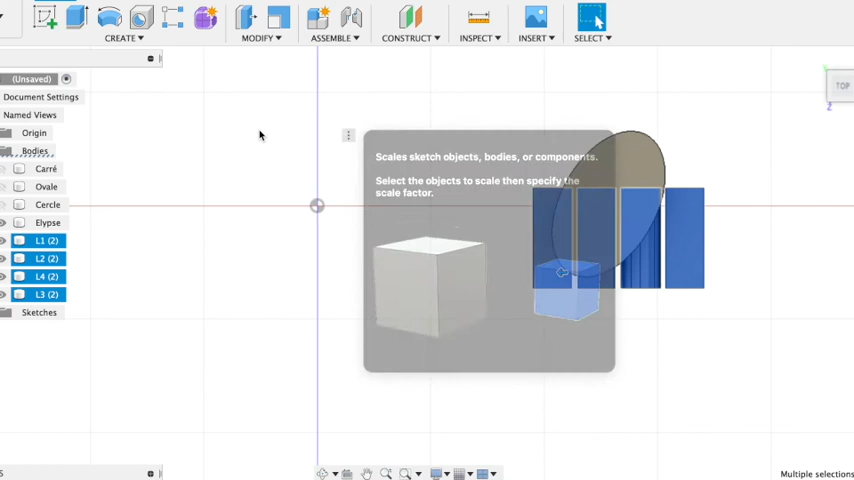 CREATE
MODIFY
ASSEMBLE
CONSTRUCT
INSPECT
INSERT
SELECT
(Unsaved)
Document Settings
Named Views
Origin
Bodies
Carré
Ovale
Cercle
Elypse
L1 (2)
L2 (2)
L4 (2)
L3 (2)
Sketches
Scales sketch objects, bodies, or components.
Select the objects to scale then specify the
scale factor.
TOP
Y
Z
S
Multiple selections